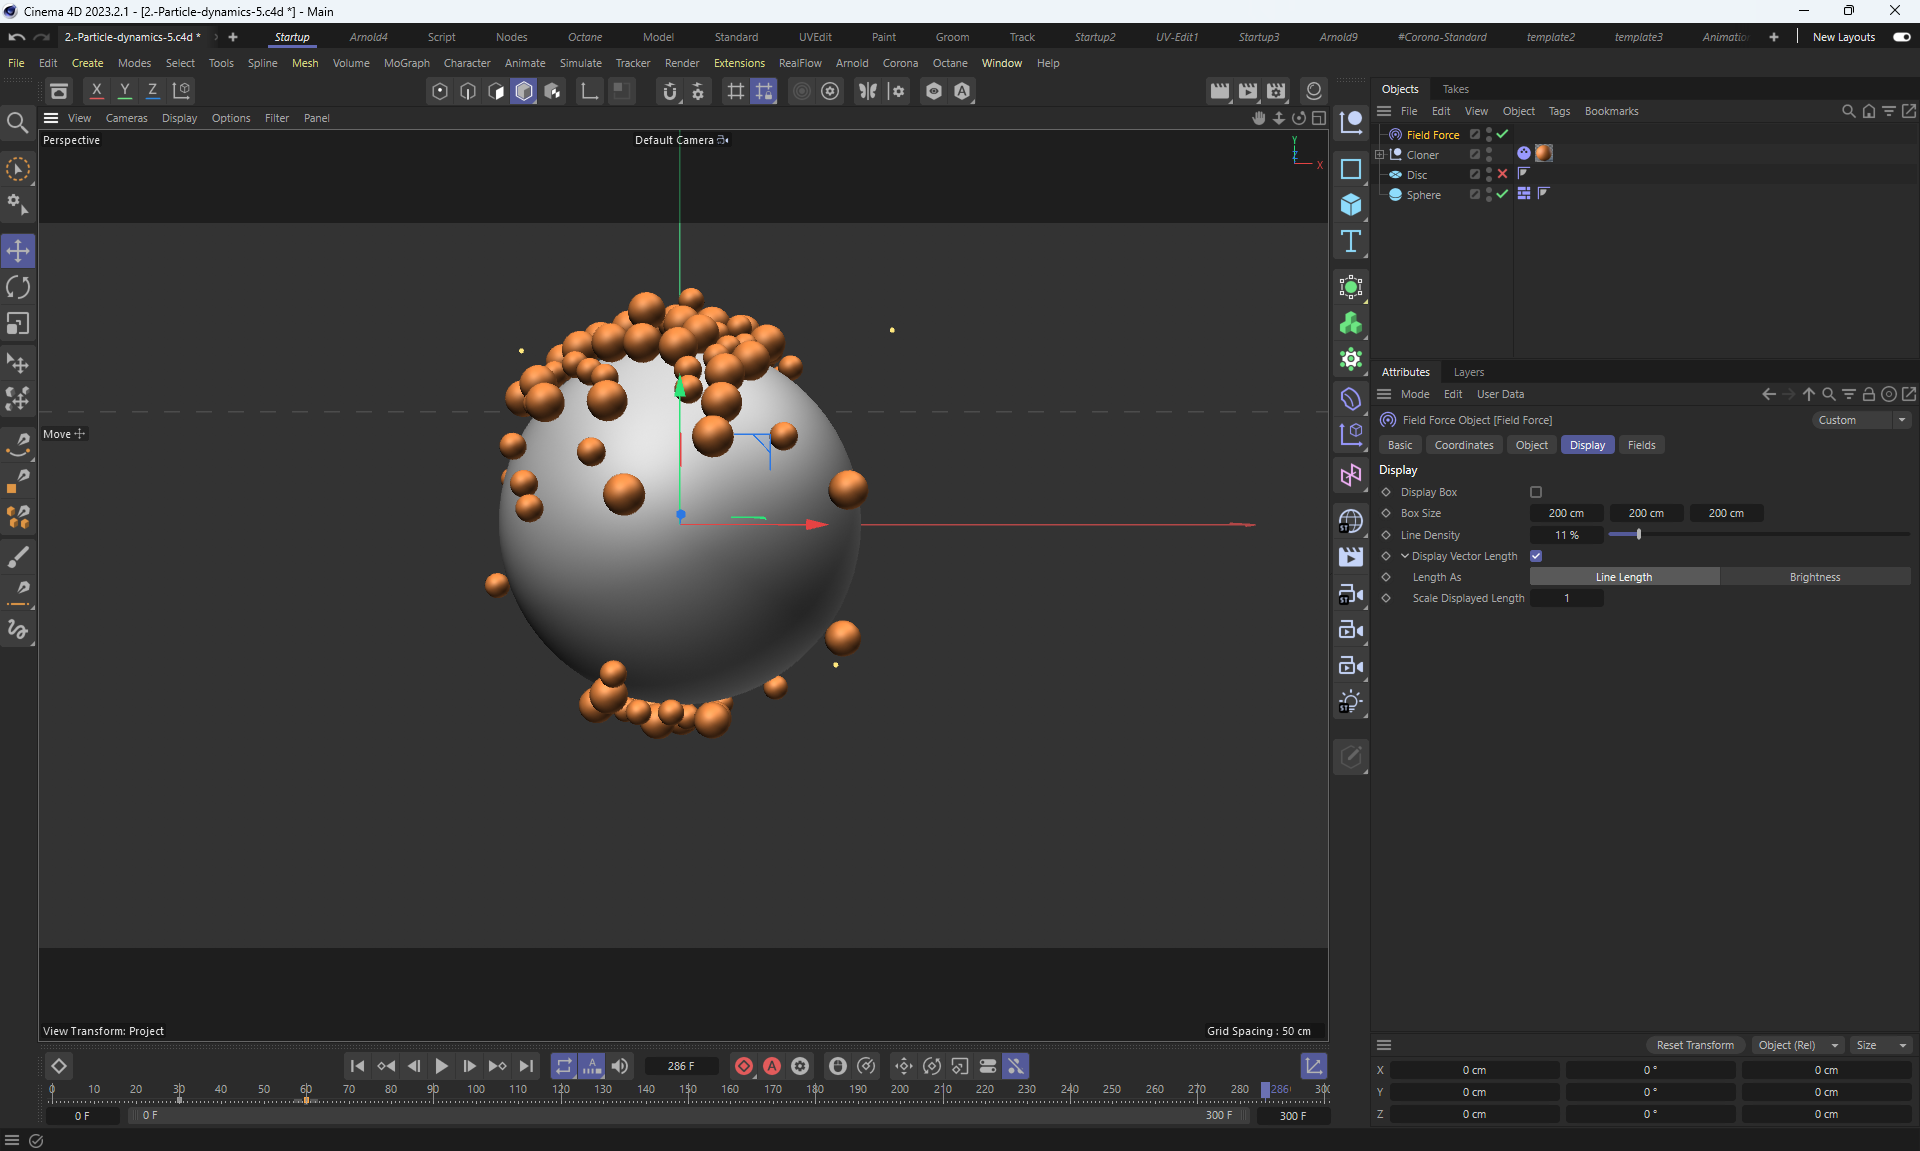 Cinema 4D 2023.2.1 - [2.-Particle-dynamics-5.c4d *] - Main
2.-Particle-dynamics-5.c4d *
Startup Arnold4 Script Nodes Octane Model Standard UVEdit Paint Groom Track Startup2 UV-Edit1 Startup3 Arnold9 #Corona-Standard template2 template3 Animatio New Layouts
File Edit Create Modes Select Tools Spline Mesh Volume MoGraph Character Animate Simulate Tracker Render Extensions RealFlow Arnold Corona Octane Window Help
X Y Z
View Cameras Display Options Filter Panel
Perspective
Default Camera
Y
Z
X
Move
View Transform: Project
Grid Spacing : 50 cm
Objects Takes
File Edit View Object Tags Bookmarks
Field Force
Cloner
Disc
Sphere
Attributes Layers
Mode Edit User Data
Field Force Object [Field Force]
Custom
Basic Coordinates Object Display Fields
Display
Display Box
Box Size 200 cm 200 cm 200 cm
Line Density 11 %
Display Vector Length
Length As Line Length Brightness
Scale Displayed Length 1
ST
ST
ST
286 F
0 10 20 30 40 50 60 70 80 90 100 110 120 130 140 150 160 170 180 190 200 210 220 230 240 250 260 270 280 286 30
0 F 0 F 300 F 300 F
Reset Transform Object (Rel) Size
X 0 cm 0 ° 0 cm
Y 0 cm 0 ° 0 cm
Z 0 cm 0 ° 0 cm